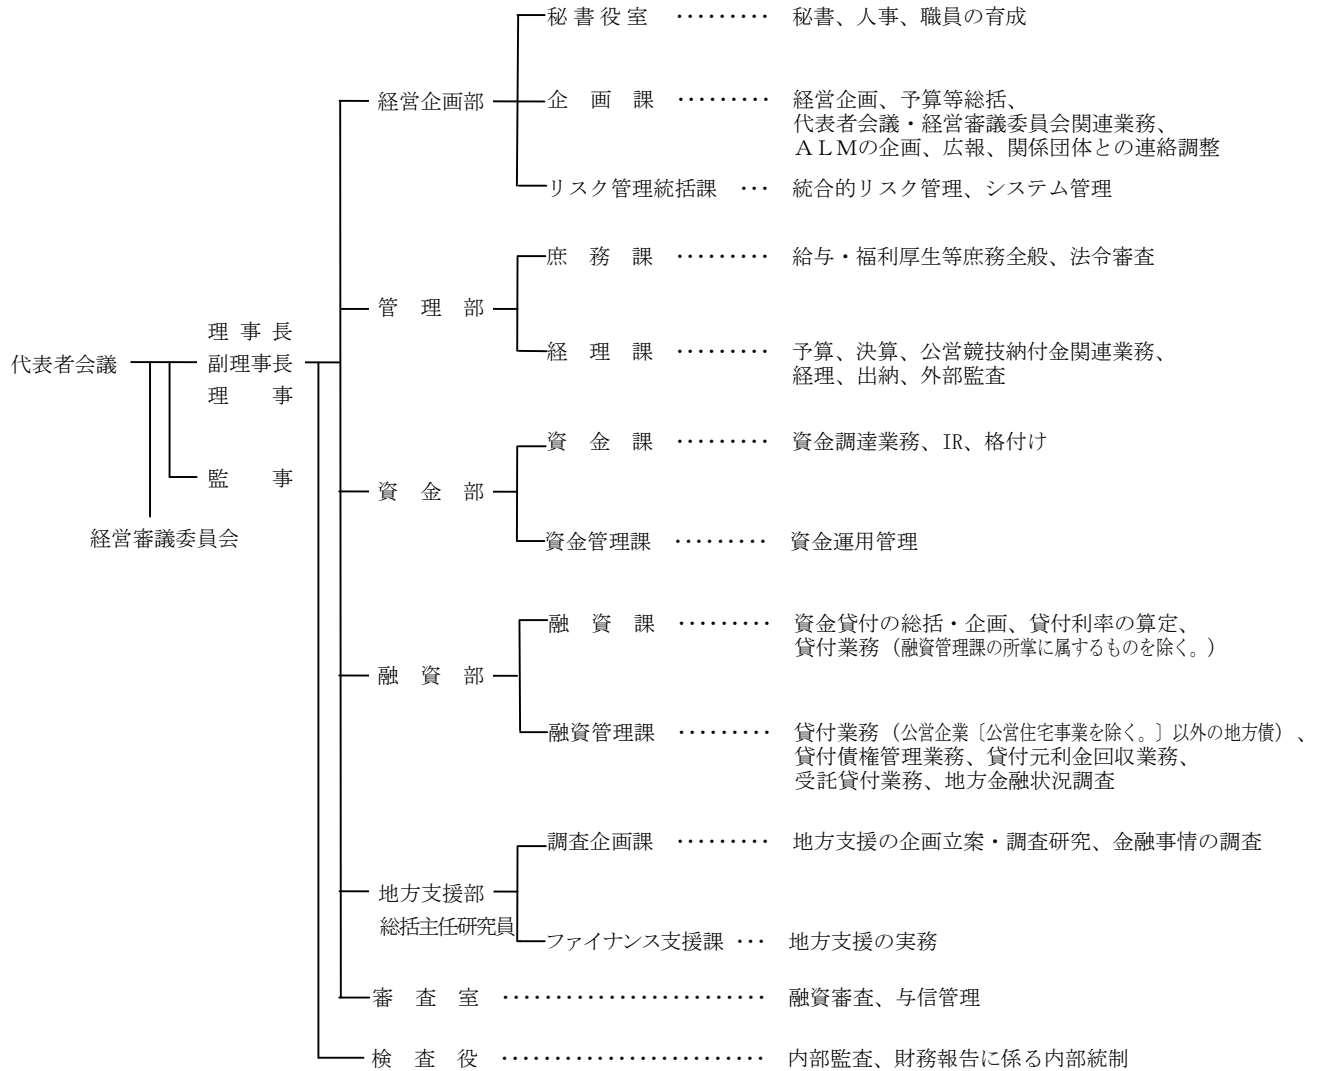 秘書役室 ········· 秘書、人事、職員の育成
経営企画部
企画課 ········· 経営企画、予算等総括、
代表者会議・経営審議委員会関連業務、
ＡＬＭの企画、広報、関係団体との連絡調整
リスク管理統括課 ··· 統合的リスク管理、システム管理
庶務課 ········· 給与・福利厚生等庶務全般、法令審査
管理部
経理課 ········· 予算、決算、公営競技納付金関連業務、
経理、出納、外部監査
代表者会議
理事長
副理事長
理事
監事
経営審議委員会
資金課 ········· 資金調達業務、IR、格付け
資金部
資金管理課 ········· 資金運用管理
融資課 ········· 資金貸付の総括・企画、貸付利率の算定、
貸付業務（融資管理課の所掌に属するものを除く。）
融資部
融資管理課 ········· 貸付業務（公営企業〔公営住宅事業を除く。〕以外の地方債）、
貸付債権管理業務、貸付元利金回収業務、
受託貸付業務、地方金融状況調査
調査企画課 ········· 地方支援の企画立案・調査研究、金融事情の調査
地方支援部
総括主任研究員
ファイナンス支援課 ··· 地方支援の実務
審査室 ························· 融資審査、与信管理
検査役 ························· 内部監査、財務報告に係る内部統制